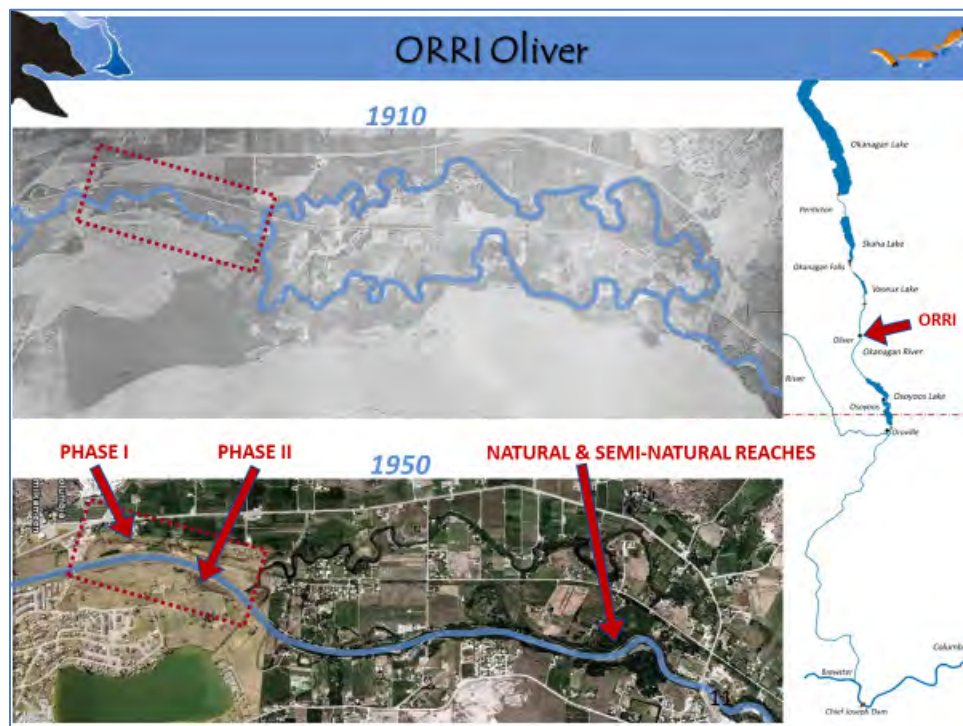 ORRI Oliver
1910
Okanagan Lake
Penticton
Skaha Lake
Okanagan Falls
Vaseux Lake
ORRI
Oliver
Okanagan River
River
Osoyoos Lake
Osoyoos
Oroville
PHASE I
PHASE II
1950
NATURAL & SEMI-NATURAL REACHES
11
Columbi
Brewster
Chief Joseph Dam